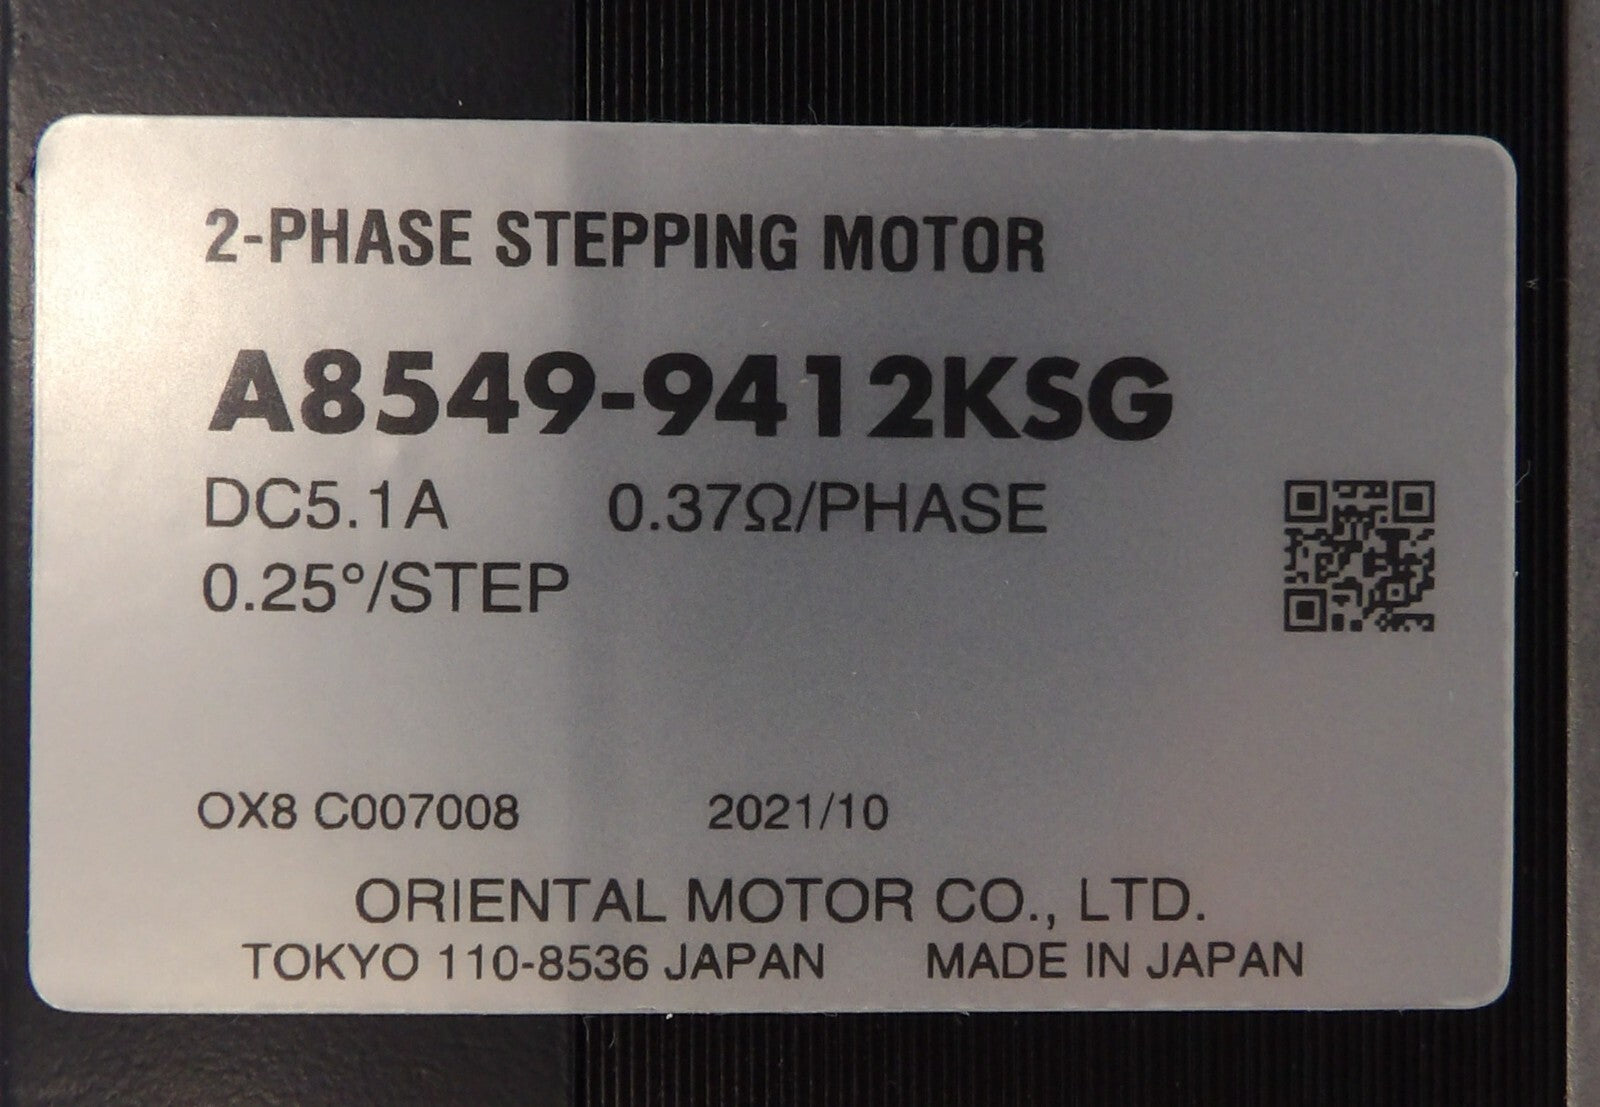 2-PHASE STEPPING MOTOR
A8549-9412KSG
DC5.1A 0.37Ω/PHASE
0.25°/STEP
OX8 C007008 2021/10
ORIENTAL MOTOR CO., LTD.
TOKYO 110-8536 JAPAN MADE IN JAPAN